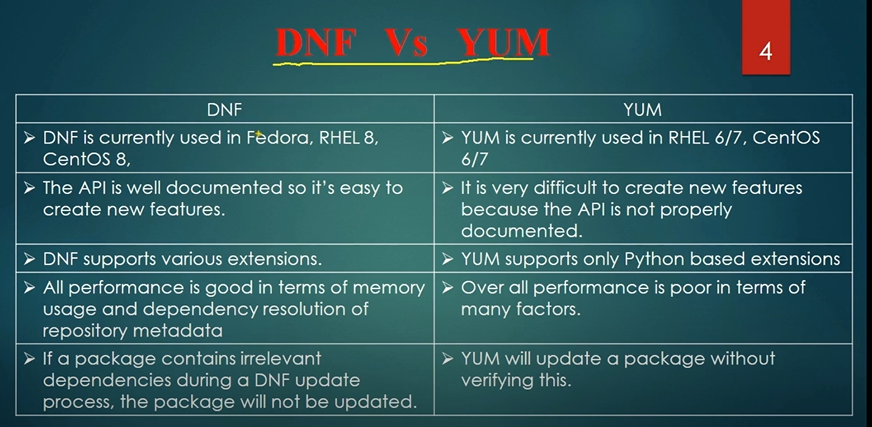 DNF Vs YUM
4
DNF
YUM
➢ DNF is currently used in Fedora, RHEL 8,
CentOS 8,
➢ YUM is currently used in RHEL 6/7, CentOS
6/7
➢ The API is well documented so it's easy to
create new features.
➢ It is very difficult to create new features
because the API is not properly
documented.
➢ DNF supports various extensions.
➢ YUM supports only Python based extensions
➢ All performance is good in terms of memory
usage and dependency resolution of
repository metadata
➢ Over all performance is poor in terms of
many factors.
➢ If a package contains irrelevant
dependencies during a DNF update
process, the package will not be updated.
➢ YUM will update a package without
verifying this.